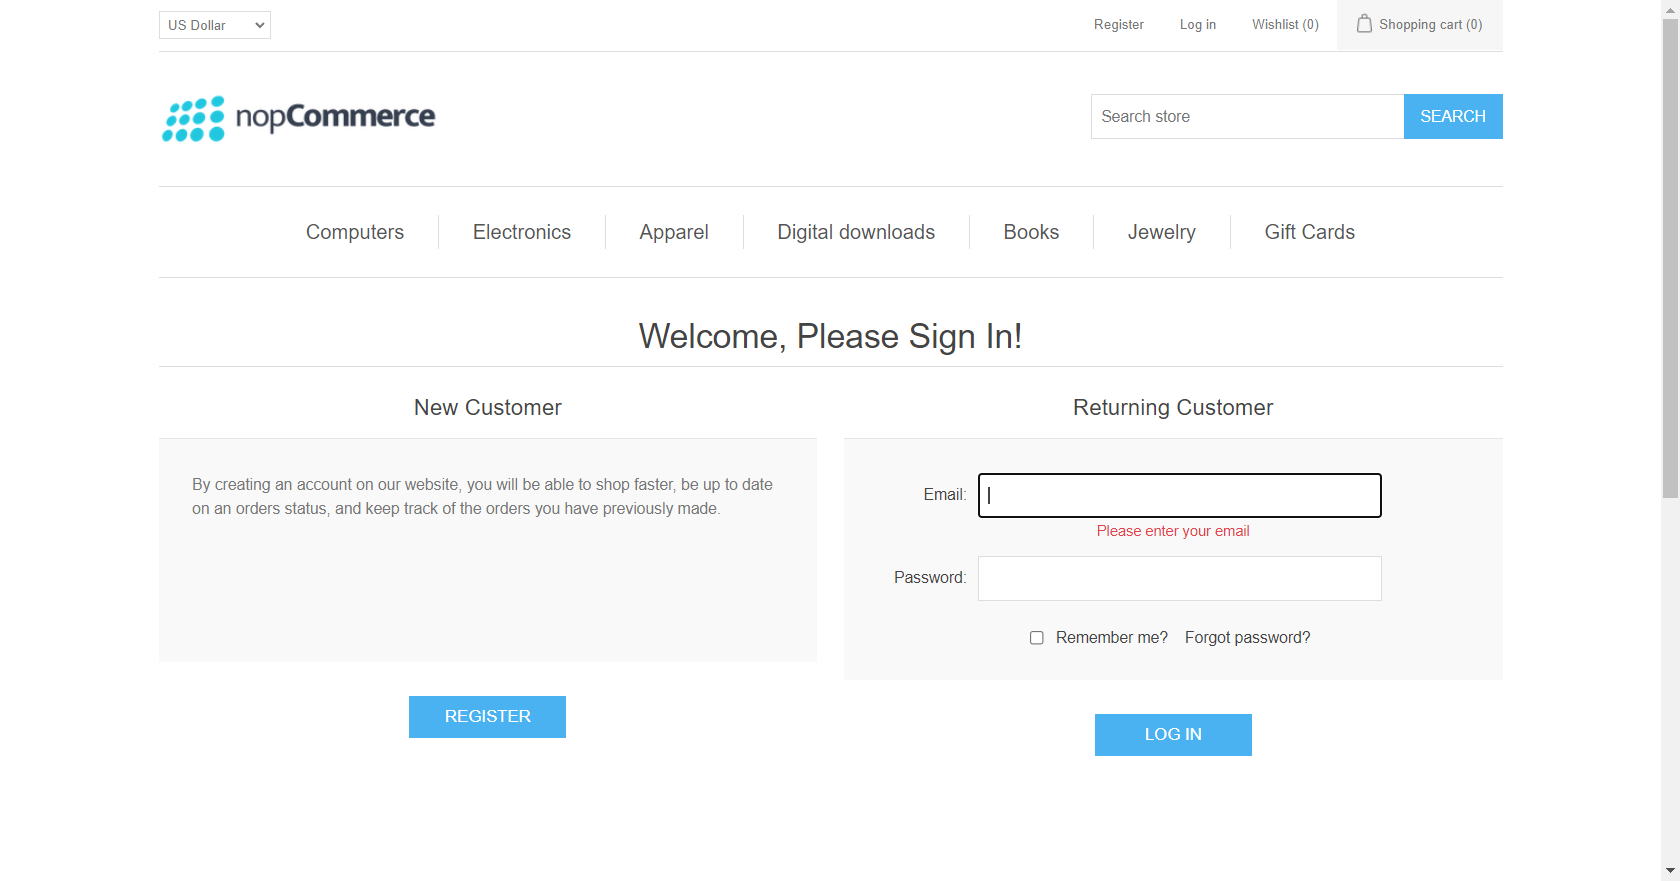 US Dollar
Register
Log in
Wishlist (0)
Shopping cart (0)
nopCommerce
Search store
SEARCH
Computers
Electronics
Apparel
Digital downloads
Books
Jewelry
Gift Cards
Welcome, Please Sign In!
New Customer
By creating an account on our website, you will be able to shop faster, be up to date
on an orders status, and keep track of the orders you have previously made.
REGISTER
Returning Customer
Email:
Please enter your email
Password:
Remember me?
Forgot password?
LOG IN